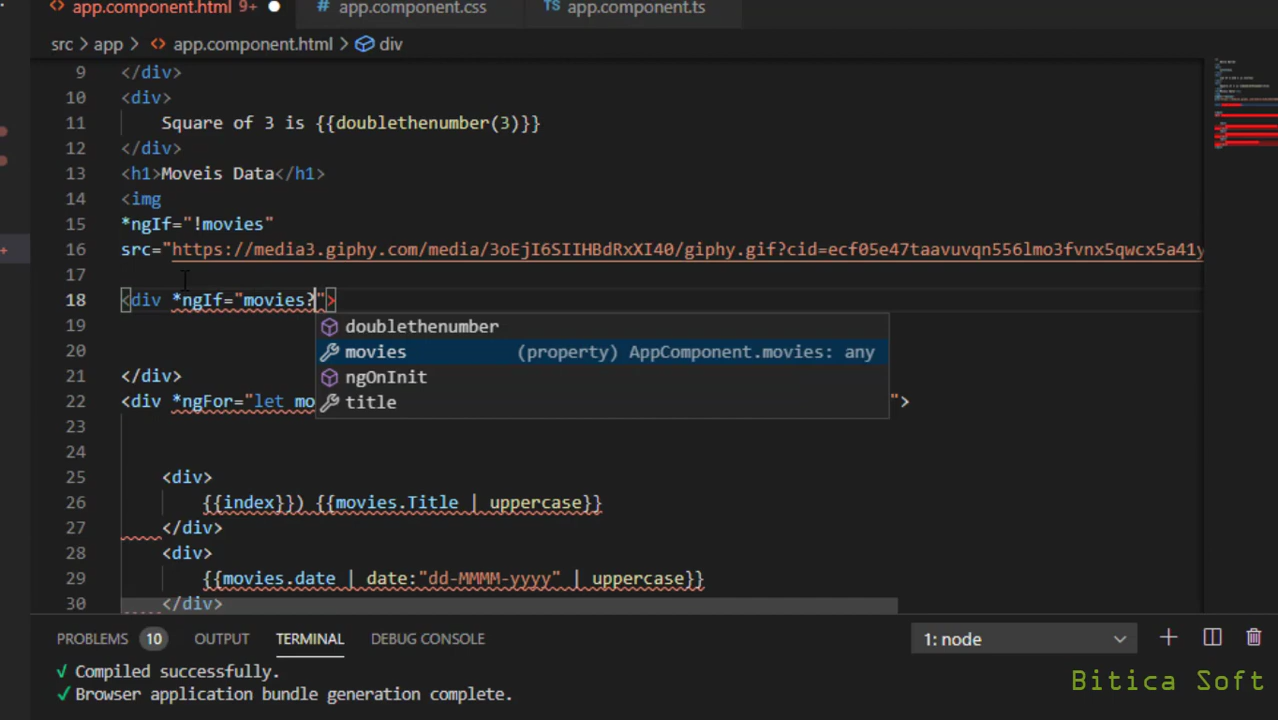 app.component.html 9+ ● # app.component.css TS app.component.ts
src > app > <> app.component.html > div
9 </div>
10 <div>
11 Square of 3 is {{doublethenumber(3)}}
12 </div>
13 <h1>Moveis Data</h1>
14 <img
15 *ngIf="!movies"
16 src="https://media3.giphy.com/media/3oEjI6SIIHBdRxXI40/giphy.gif?cid=ecf05e47taavuvqn556lmo3fvnx5qwcx5a41y
17
18 <div *ngIf="movies?">
19 doublethenumber
20 movies (property) AppComponent.movies: any
21 </div> ngOnInit
22 <div *ngFor="let mo title ">
23
24
25 <div>
26 {{index}}) {{movies.Title | uppercase}}
27 </div>
28 <div>
29 {{movies.date | date:"dd-MMMM-yyyy" | uppercase}}
30 </div>
PROBLEMS 10 OUTPUT TERMINAL DEBUG CONSOLE 1: node
√ Compiled successfully.
✓ Browser application bundle generation complete.
Bitica Soft